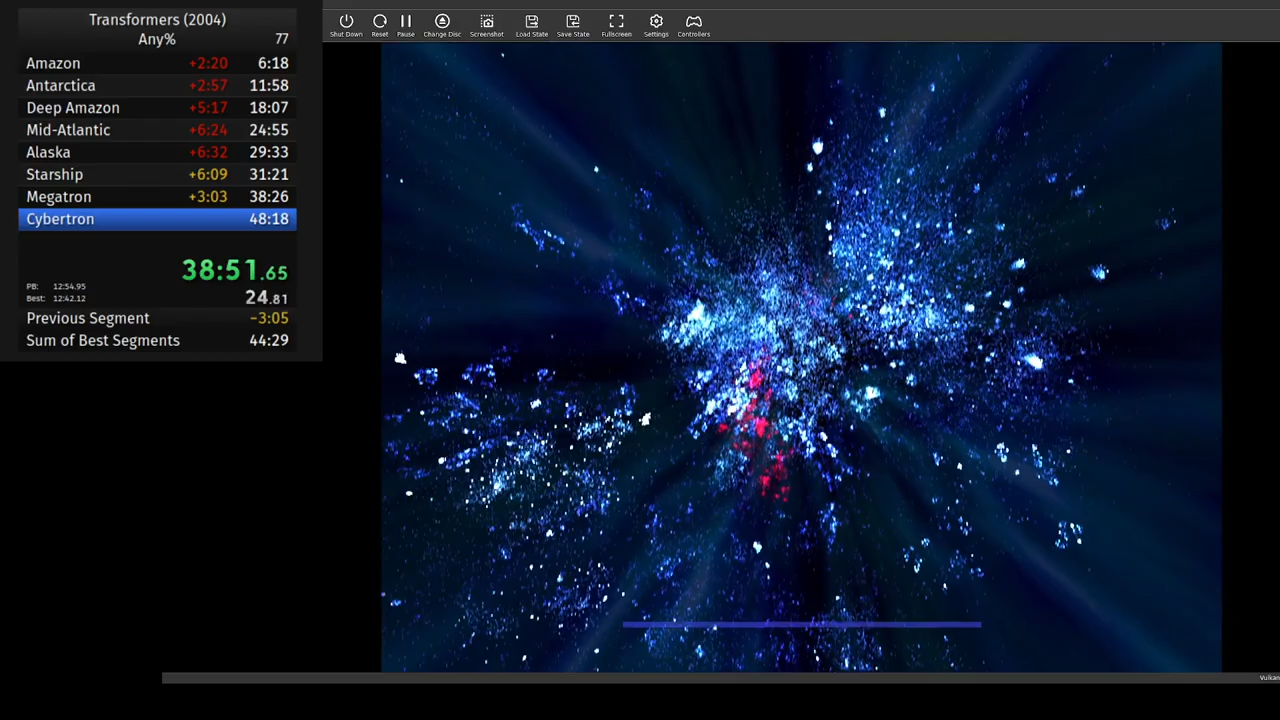 Transformers (2004)
Any% 77
Amazon +2:20 6:18
Antarctica +2:57 11:58
Deep Amazon +5:17 18:07
Mid-Atlantic +6:24 24:55
Alaska +6:32 29:33
Starship +6:09 31:21
Megatron +3:03 38:26
Cybertron 48:18
38:51.65
PB: 12:54.95
Best: 12:42.12
24.81
Previous Segment −3:05
Sum of Best Segments 44:29
Shut Down Reset Pause Change Disc Screenshot Load State Save State Fullscreen Settings Controllers
Vulkan